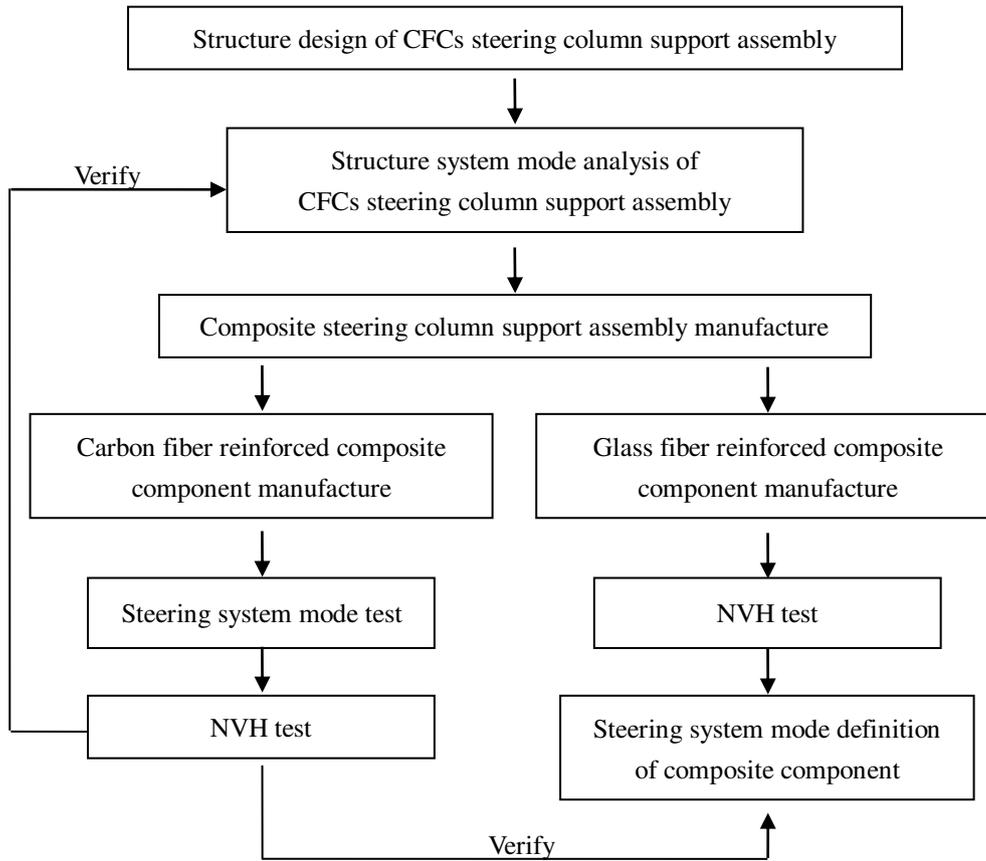 Structure design of CFCs steering column support assembly
Verify
Structure system mode analysis of
CFCs steering column support assembly
Composite steering column support assembly manufacture
Carbon fiber reinforced composite
component manufacture
Glass fiber reinforced composite
component manufacture
Steering system mode test
NVH test
NVH test
Steering system mode definition
of composite component
Verify